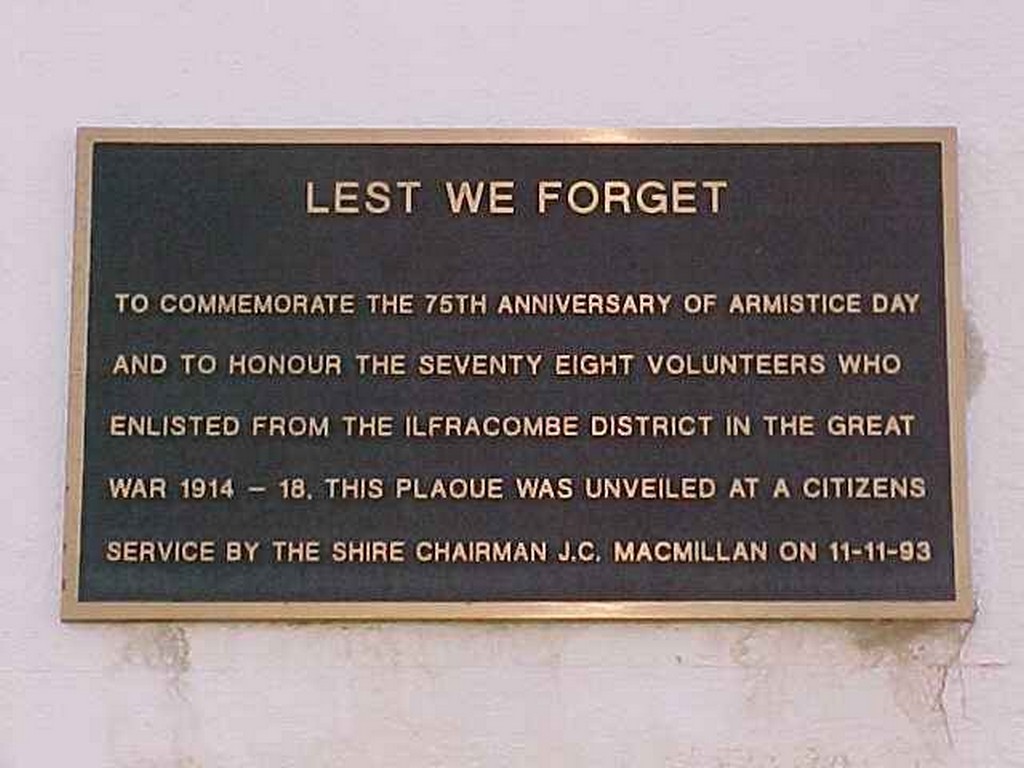 LEST WE FORGET
TO COMMEMORATE THE 75TH ANNIVERSARY OF ARMISTICE DAY
AND TO HONOUR THE SEVENTY EIGHT VOLUNTEERS WHO
ENLISTED FROM THE ILFRACOMBE DISTRICT IN THE GREAT
WAR 1914 – 18. THIS PLAQUE WAS UNVEILED AT A CITIZENS
SERVICE BY THE SHIRE CHAIRMAN J.C. MACMILLAN ON 11-11-93